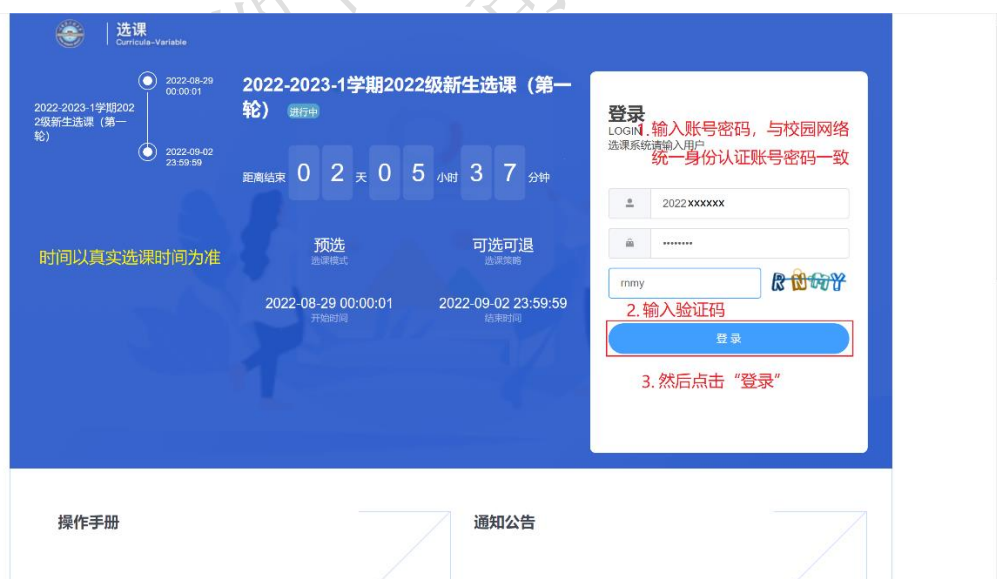 选课
Curricula-Variable
2022-08-29
00:00:01
2022-2023-1学期202
2级新生选课（第一
轮）
2022-09-02
23:59:59
时间以真实选课时间为准
2022-2023-1学期2022级新生选课（第一
轮） 进行中
距离结束 0 2 天 0 5 小时 3 7 分钟
预选
选课模式
可选可退
选课策略
2022-08-29 00:00:01
开始时间
2022-09-02 23:59:59
结束时间
登录
LOGIN
选课系统请输入用户
1. 输入账号密码，与校园网络
统一身份认证账号密码一致
2022xxxxxx
········
rnmy RNMY
2. 输入验证码
登 录
3. 然后点击“登录”
操作手册
通知公告